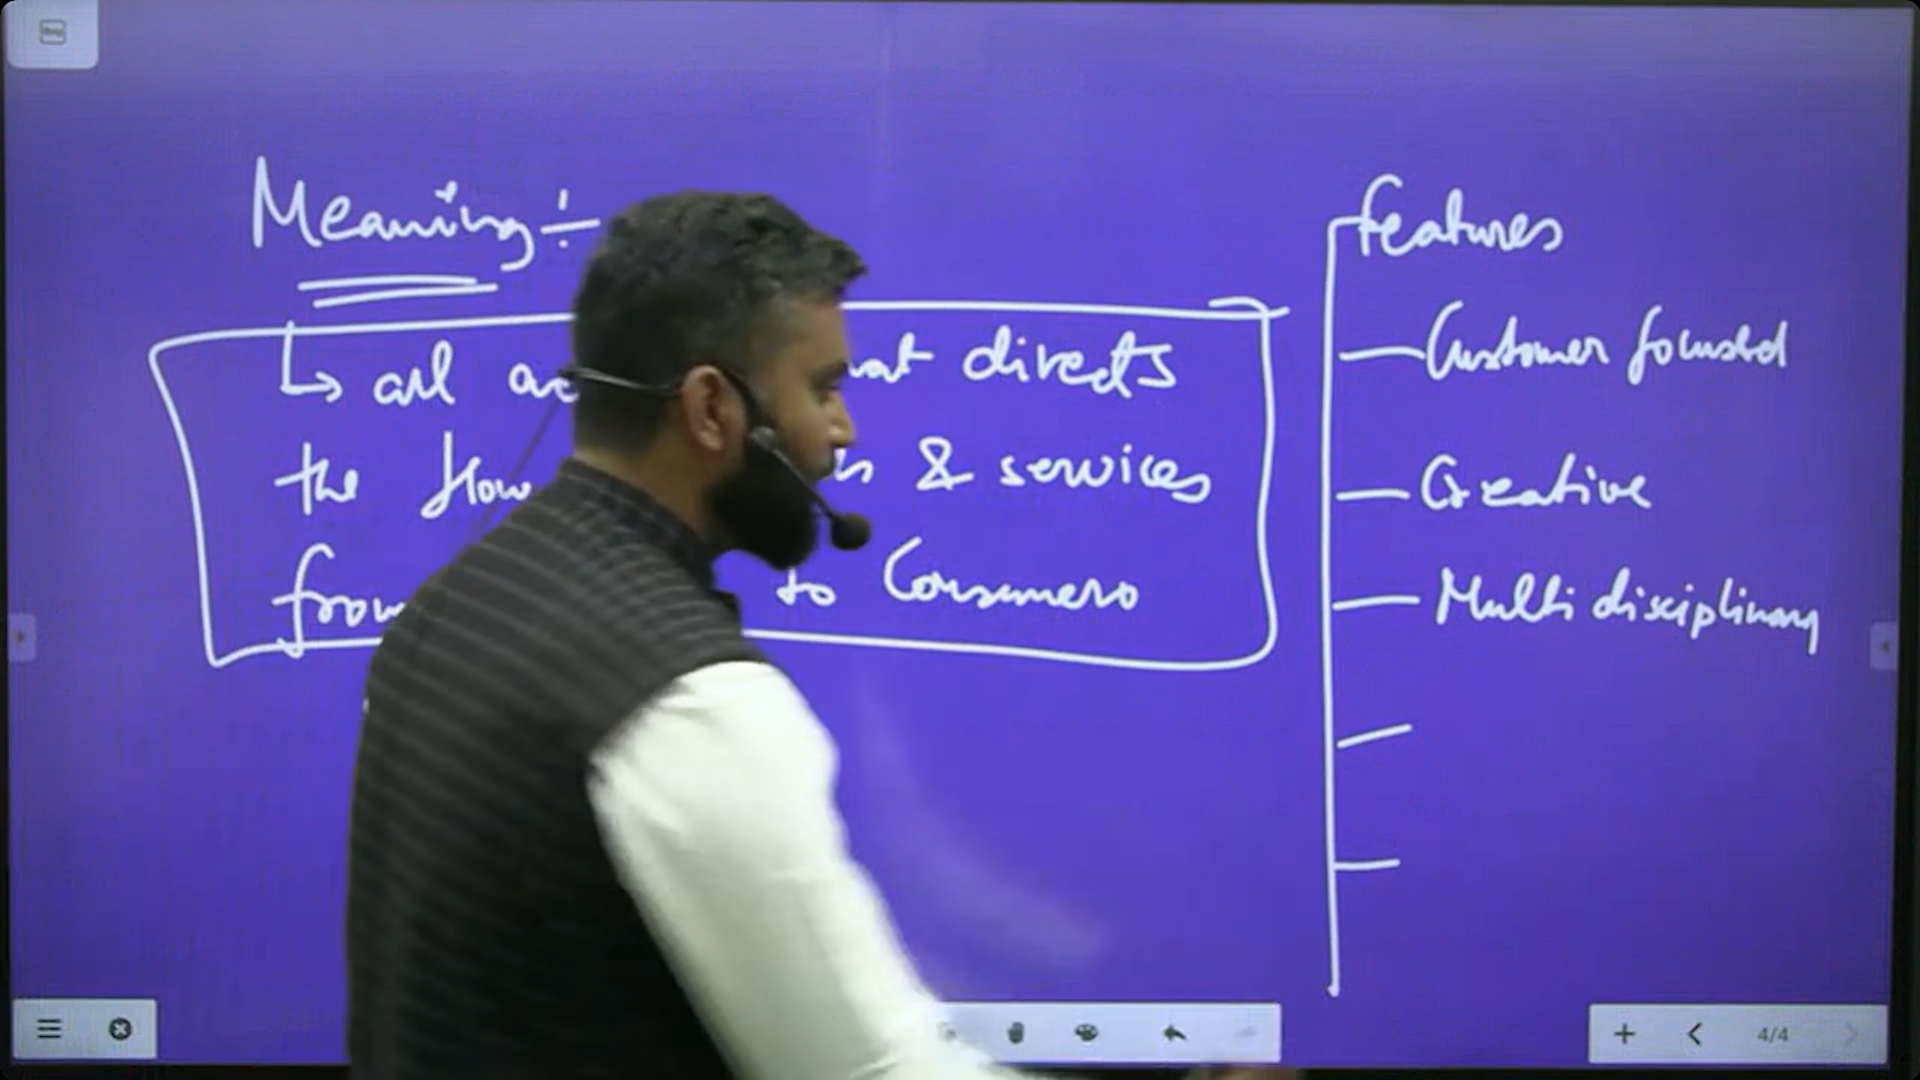 Meaning ÷
↳ all directs
the flow & services
from to Consumers
features
— Customer focused
— Creative
— Multi disciplinary
4/4